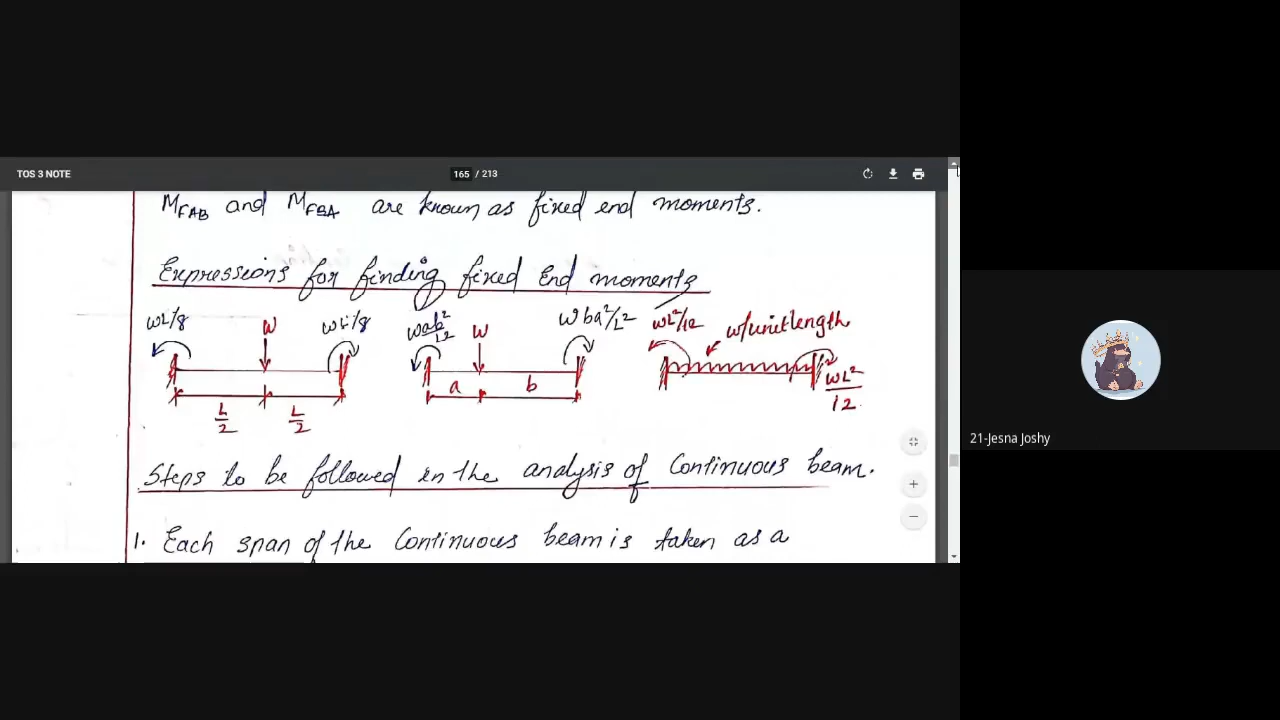 TOS 3 NOTE
165 / 213
MFAB and MFBA are known as fixed end moments.
Expressions for finding fixed End moments
WL/8 W WL/8 Wab²/L² W Wba²/L² WL²/12 w/unit length
a b WL²/12
L/2 L/2
Steps to be followed in the analysis of Continuous beam.
1. Each span of the Continuous beam is taken as a
21-Jesna Joshy